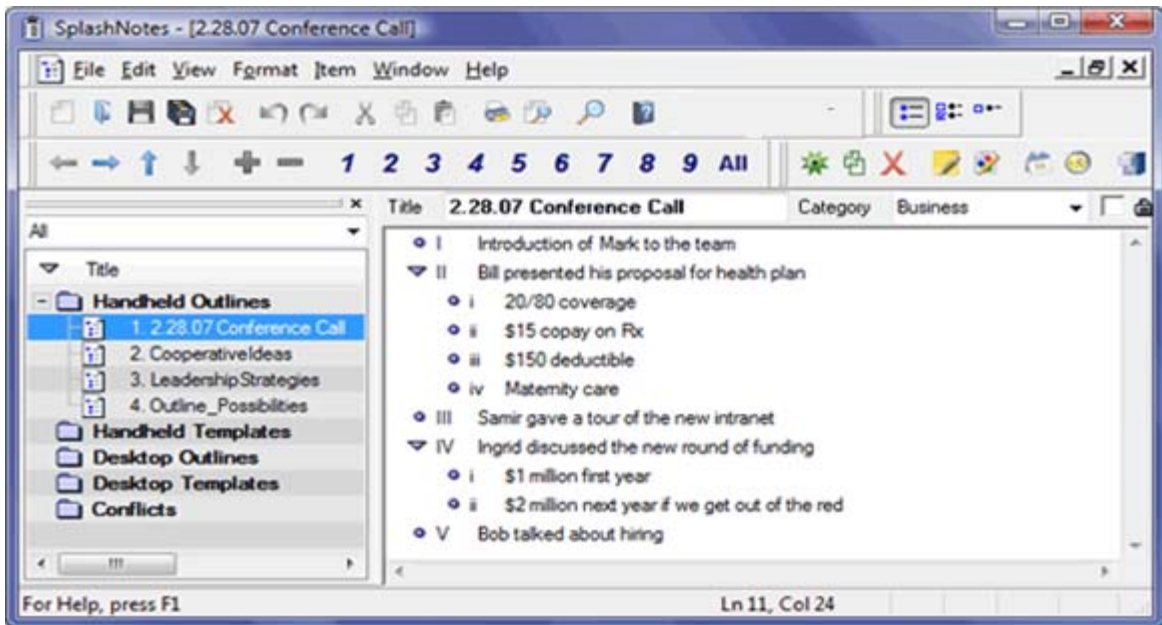 SplashNotes - [2.28.07 Conference Call]
File Edit View Format Item Window Help
1 2 3 4 5 6 7 8 9 All
Title 2.28.07 Conference Call Category Business
All
Title
Handheld Outlines
1. 2.28.07 Conference Call
2. CooperativeIdeas
3. LeadershipStrategies
4. Outline_Possibilities
Handheld Templates
Desktop Outlines
Desktop Templates
Conflicts
I Introduction of Mark to the team
II Bill presented his proposal for health plan
i 20/80 coverage
ii $15 copay on Rx
iii $150 deductible
iv Maternity care
III Samir gave a tour of the new intranet
IV Ingrid discussed the new round of funding
i $1 million first year
ii $2 million next year if we get out of the red
V Bob talked about hiring
For Help, press F1 Ln 11, Col 24